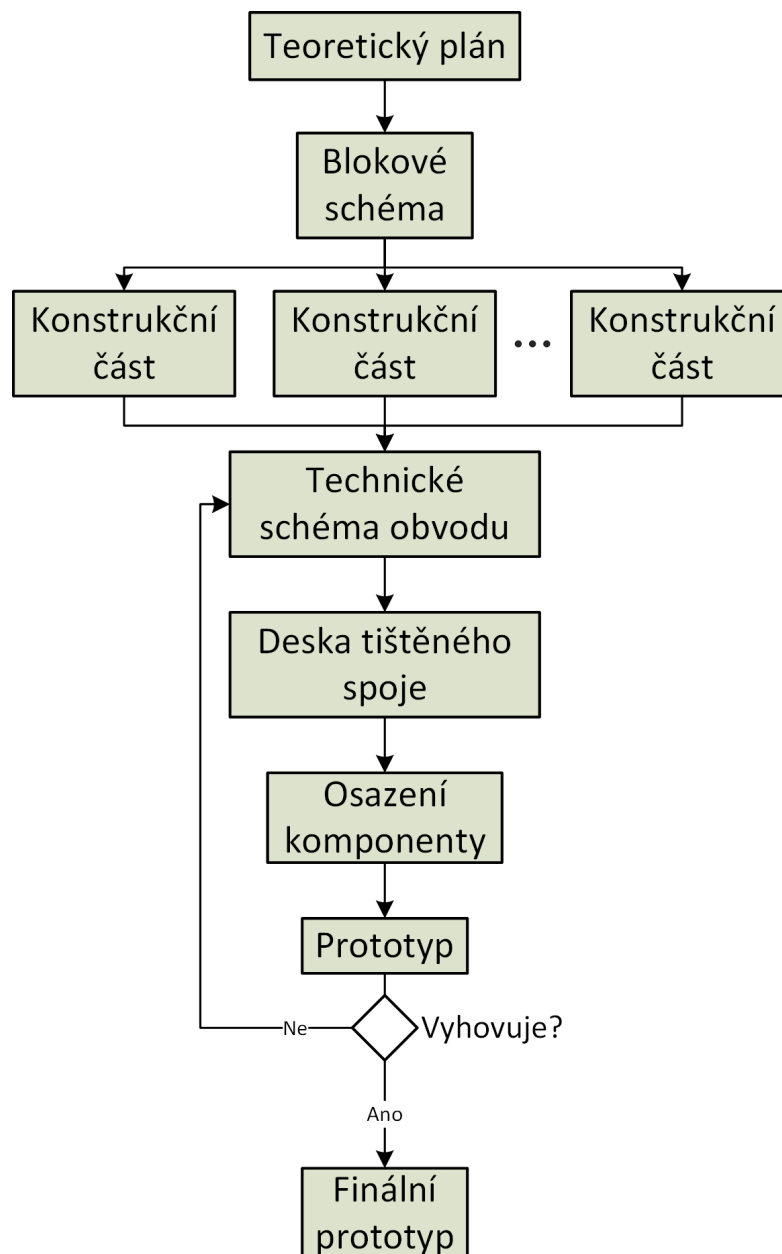 Teoretický plán
Blokové
schéma
Konstrukční
část
Konstrukční
část
...
Konstrukční
část
Technické
schéma obvodu
Deska tištěného
spoje
Osazení
komponenty
Prototyp
Vyhovuje?
Ne
Ano
Finální
prototyp